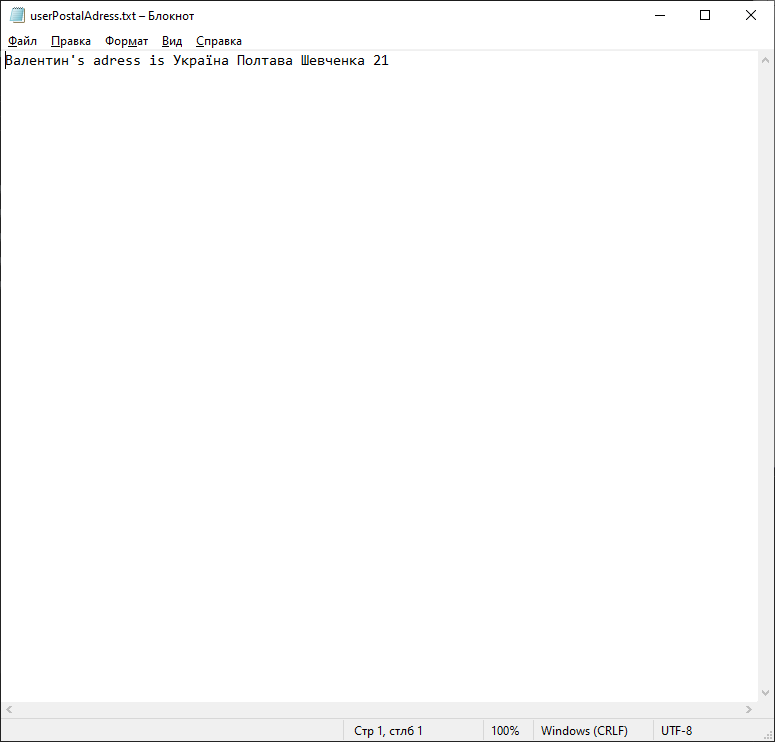 userPostalAdress.txt – Блокнот
Файл Правка Формат Вид Справка
Валентин's adress is Україна Полтава Шевченка 21
Стр 1, стлб 1 100% Windows (CRLF) UTF-8